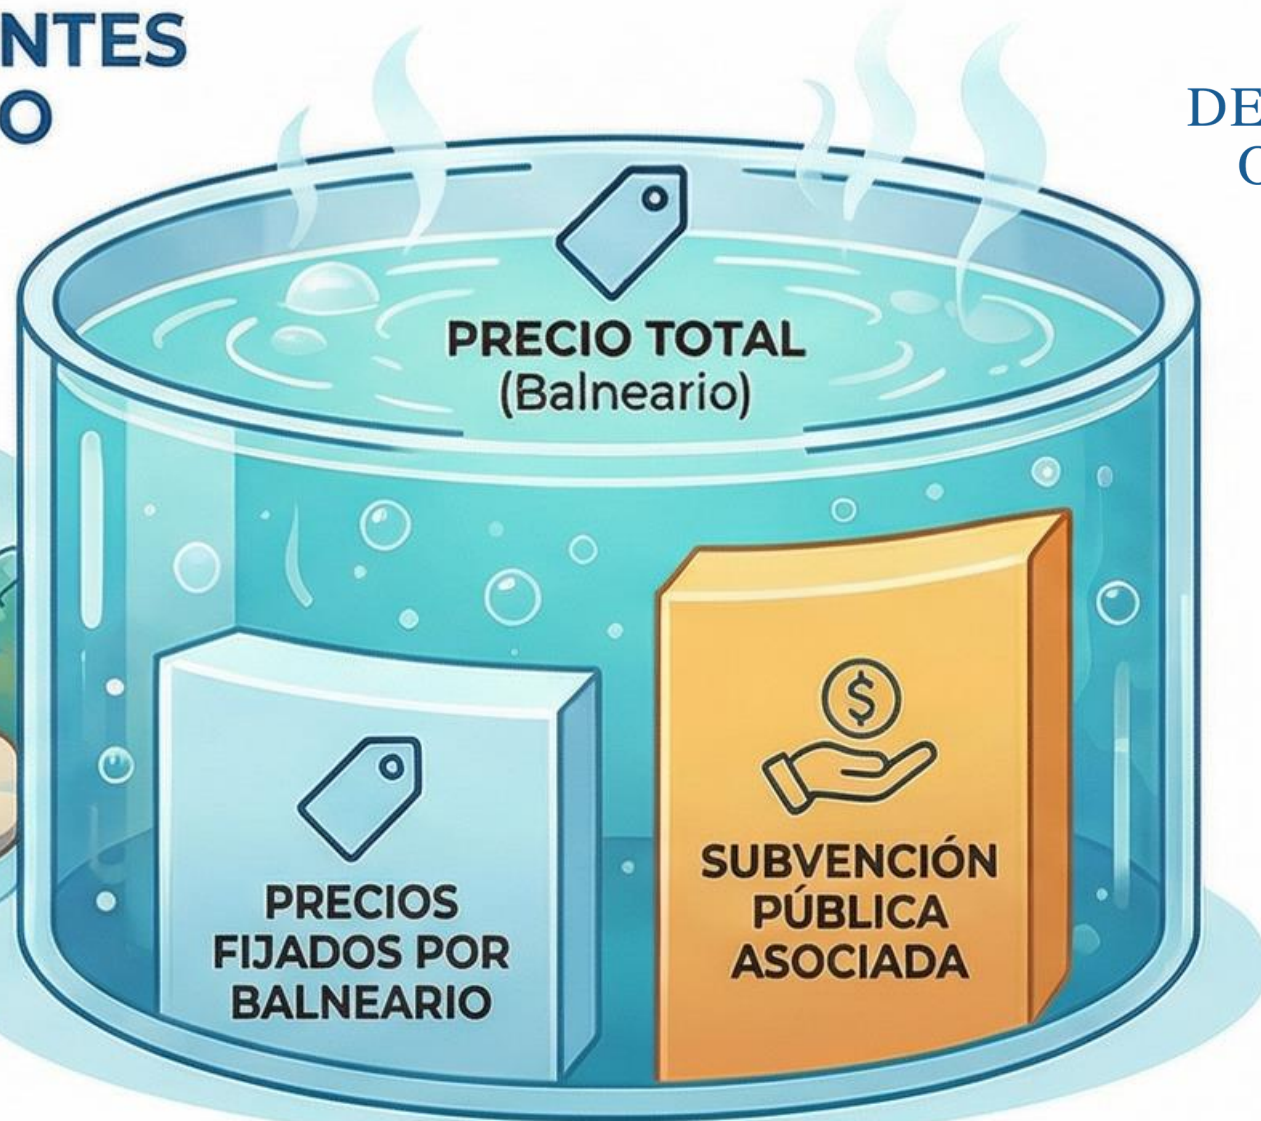 NTES
O
DE
PRECIO TOTAL
(Balneario)
$
PRECIOS
FIJADOS POR
BALNEARIO
SUBVENCIÓN
PÚBLICA
ASOCIADA